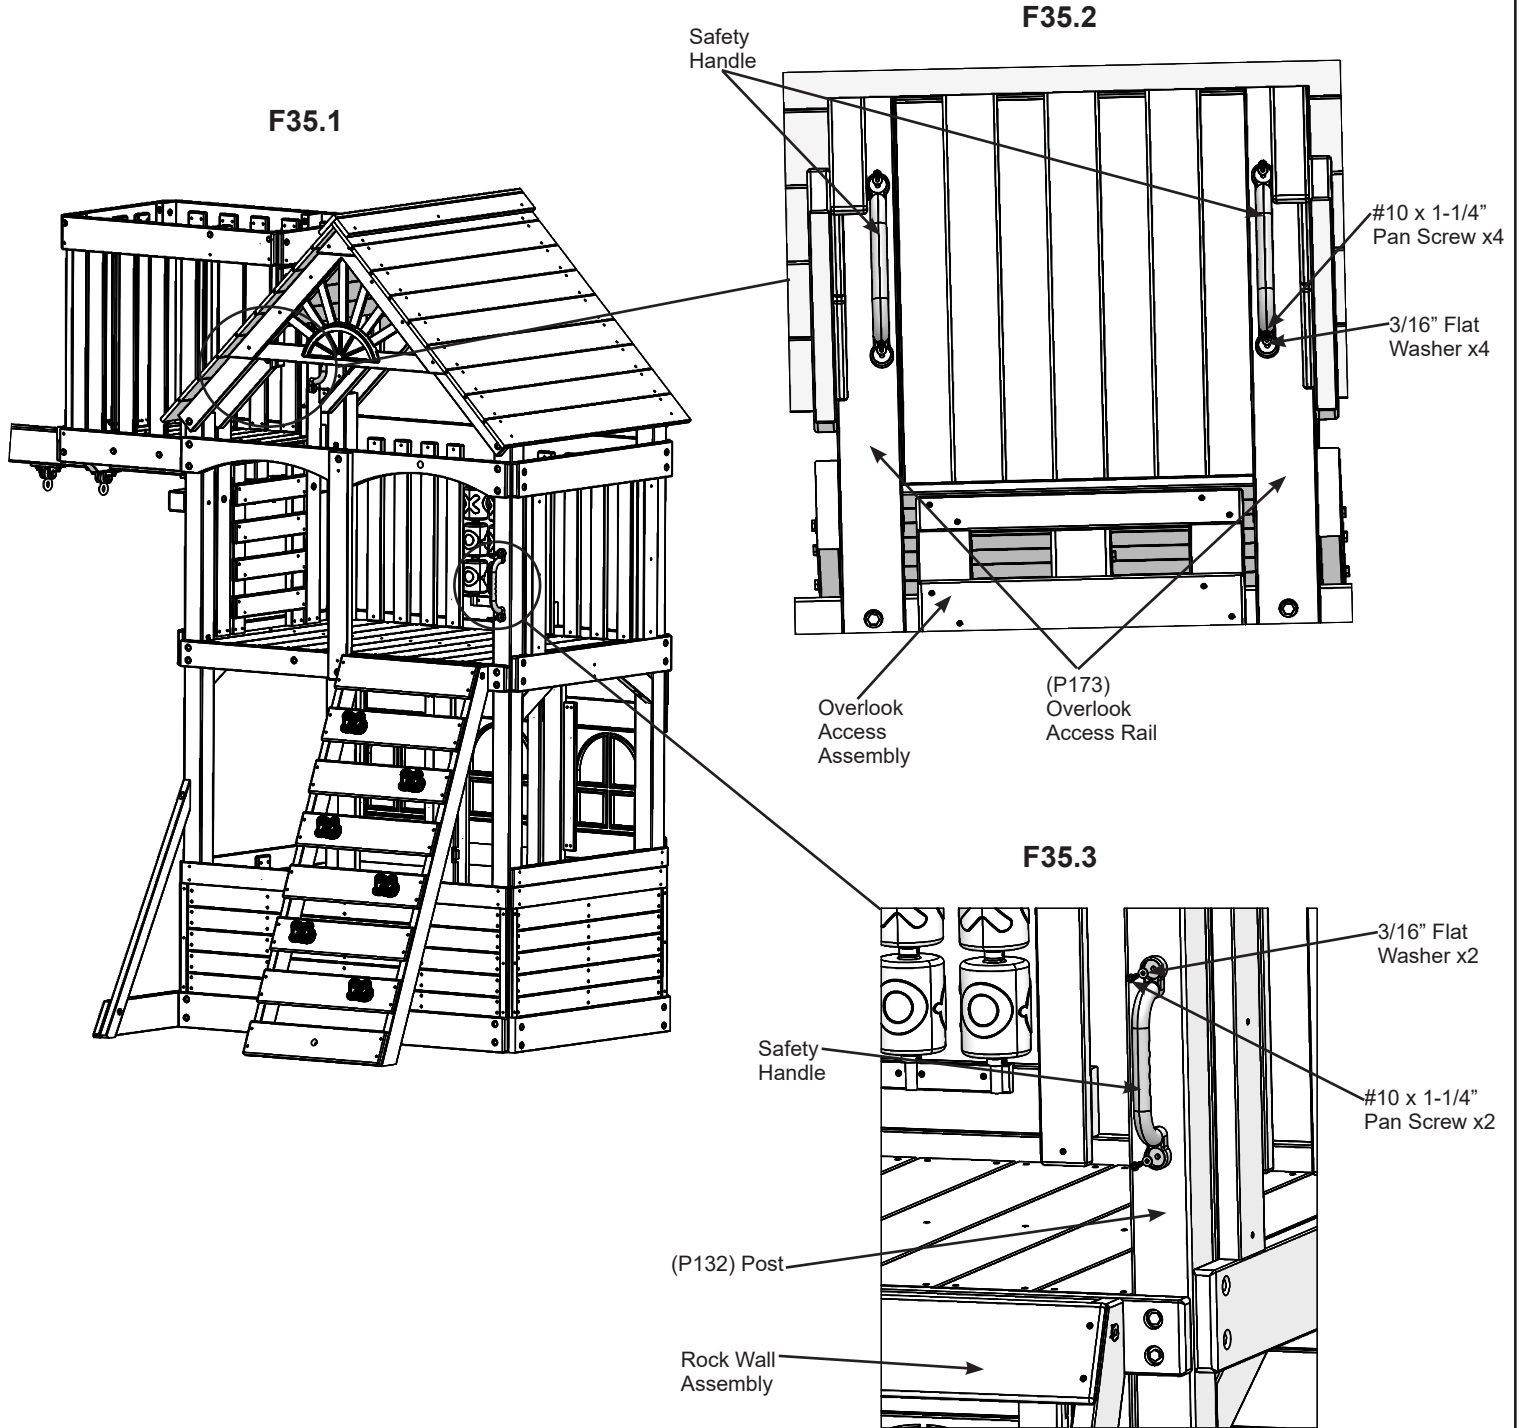 F35.2
Safety
Handle
F35.1
#10 x 1-1/4”
Pan Screw x4
3/16” Flat
Washer x4
(P173)
Overlook
Access Rail
Overlook
Access
Assembly
F35.3
3/16” Flat
Washer x2
Safety
Handle
#10 x 1-1/4”
Pan Screw x2
(P132) Post
Rock Wall
Assembly